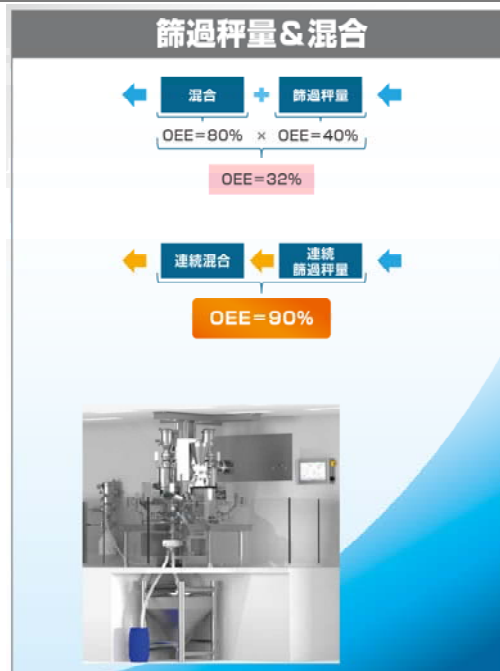 篩過秤量＆混合
混合 + 篩過秤量
OEE=80% × OEE=40%
OEE=32%
連続混合
連続
篩過秤量
OEE=90%